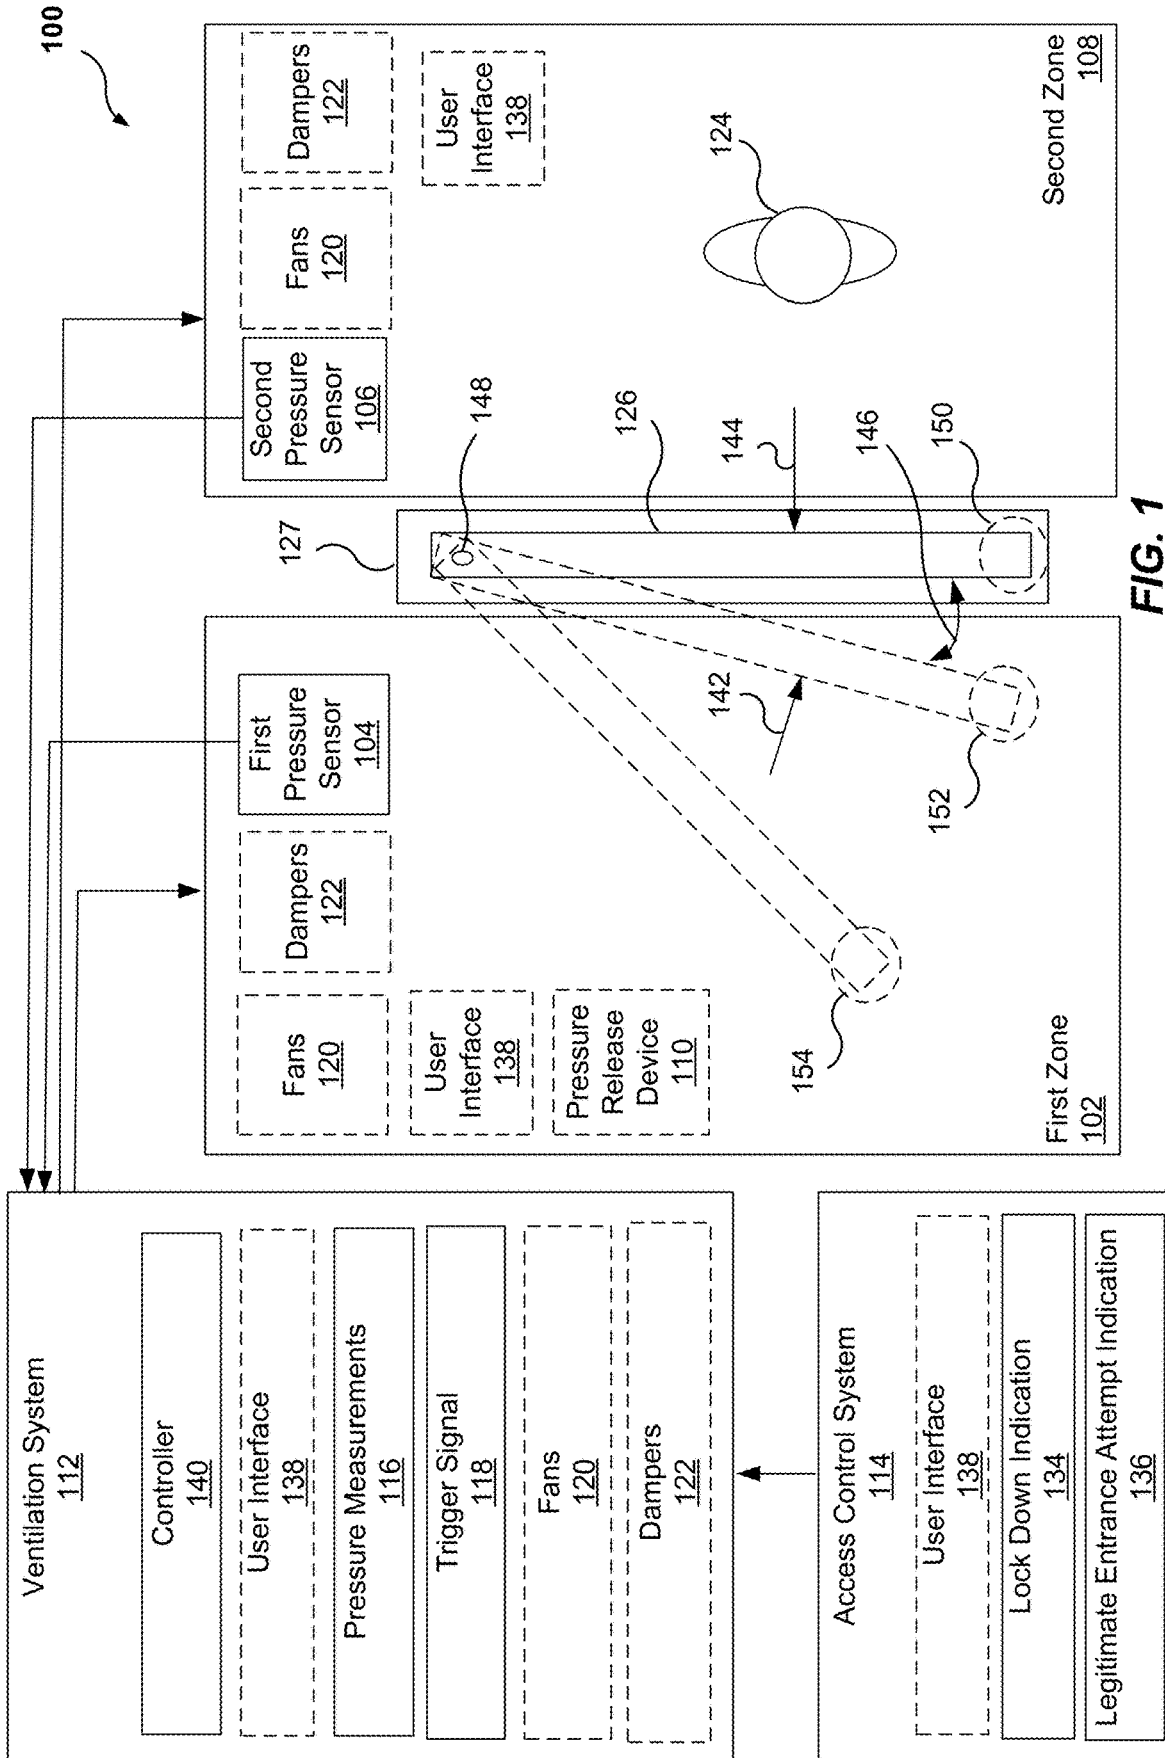 100
Ventilation System
112
Controller
140
User Interface
138
Pressure Measurements
116
Trigger Signal
118
Fans
120
Dampers
122
Access Control System
114
User Interface
138
Lock Down Indication
134
Legitimate Entrance Attempt Indication
136
Fans
120
Dampers
122
First
Pressure
Sensor
104
User
Interface
138
Pressure
Release
Device
110
154
142
152
First Zone
102
127
148
126
144
146
150
Second
Pressure
Sensor
106
Fans
120
Dampers
122
User
Interface
138
124
Second Zone
108
FIG. 1